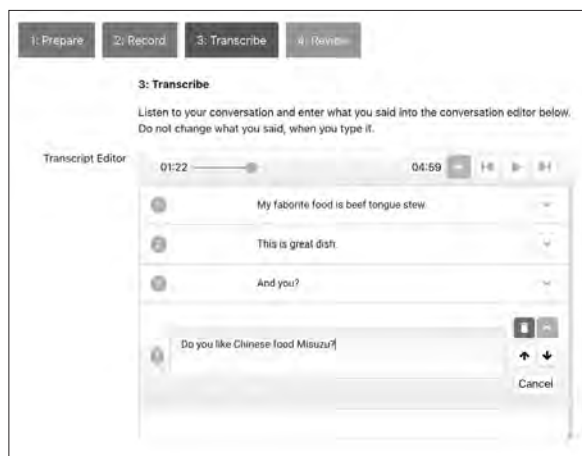 1: Prepare
2: Record
3: Transcribe
4: Review
3: Transcribe
Listen to your conversation and enter what you said into the conversation editor below.
Do not change what you said, when you type it.
Transcript Editor
01:22
04:59
My faborite food is beef tongue stew.
This is great dish
And you?
Do you like Chinese food Misuzu?
Cancel